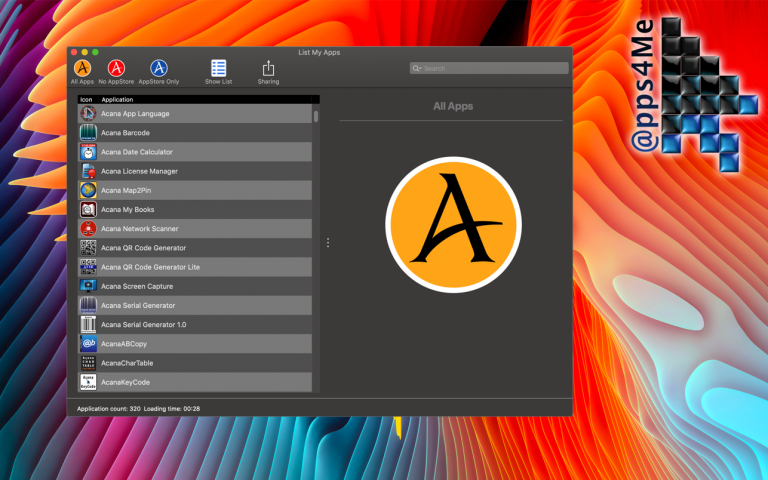 List My Apps
All Apps
No AppStore
AppStore Only
Show List
Sharing
Search
Icon Application
All Apps
Acana App Language
Acana Barcode
Acana Date Calculator
Acana License Manager
Acana Map2Pin
Acana My Books
Acana Network Scanner
Acana QR Code Generator
Acana QR Code Generator Lite
Acana Screen Capture
Acana Serial Generator
Acana Serial Generator 1.0
AcanaABCopy
AcanaCharTable
AcanaKeyCode
A
Application count: 320 Loading time: 00:28
@pps4Me